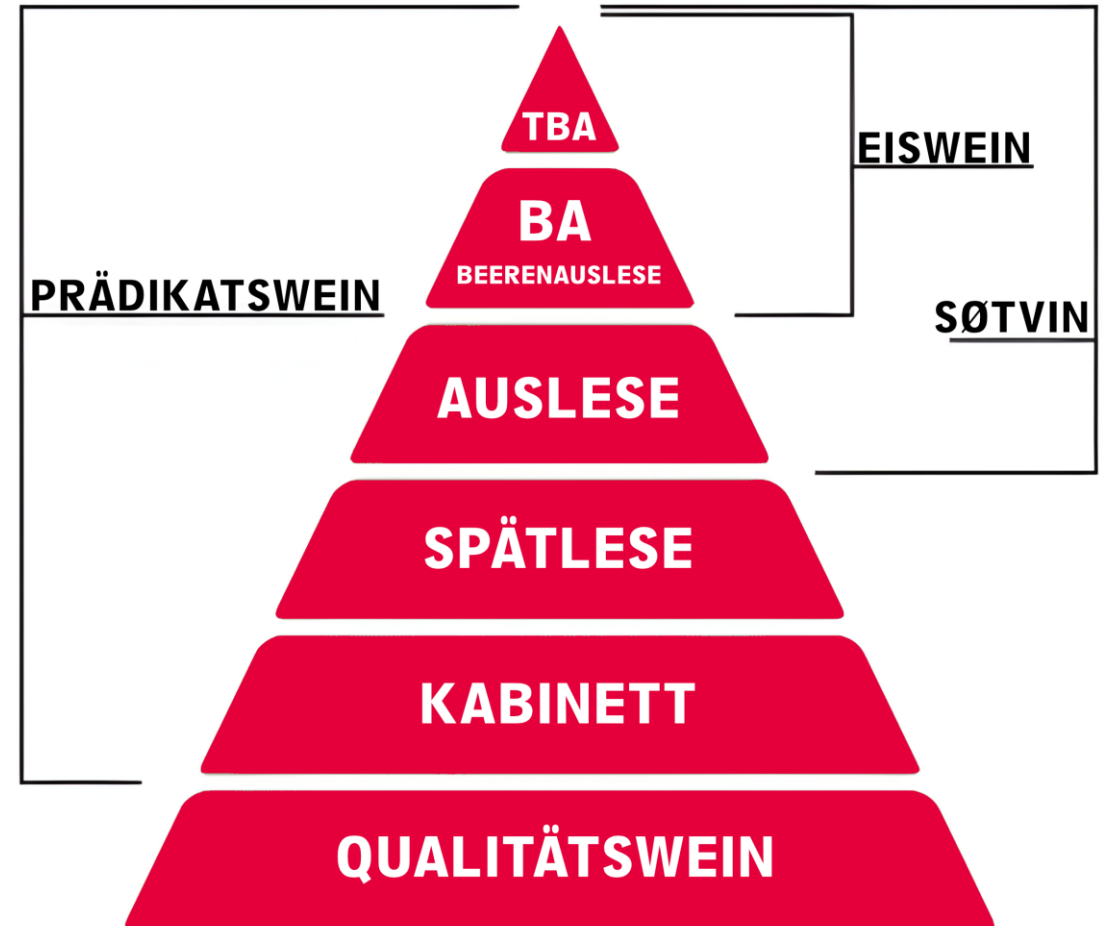 TBA
EISWEIN
BA
BEERENAUSLESE
PRÄDIKATSWEIN
SØTVIN
AUSLESE
SPÄTLESE
KABINETT
QUALITÄTSWEIN